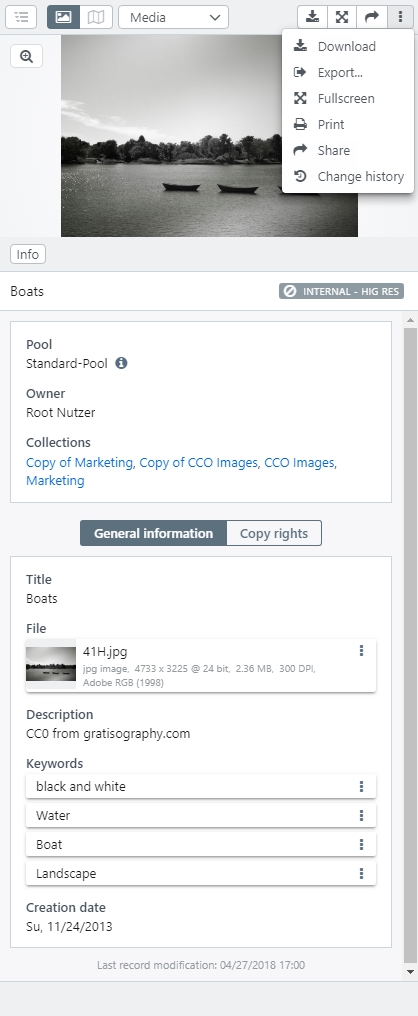 Media
Download
Export...
Fullscreen
Print
Share
Change history
Info
Boats
INTERNAL - HIG RES
Pool
Standard-Pool
Owner
Root Nutzer
Collections
Copy of Marketing, Copy of CCO Images, CCO Images,
Marketing
General information
Copy rights
Title
Boats
File
41H.jpg
jpg image, 4733 x 3225 @ 24 bit, 2.36 MB, 300 DPI,
Adobe RGB (1998)
Description
CC0 from gratisography.com
Keywords
black and white
Water
Boat
Landscape
Creation date
Su, 11/24/2013
Last record modification: 04/27/2018 17:00